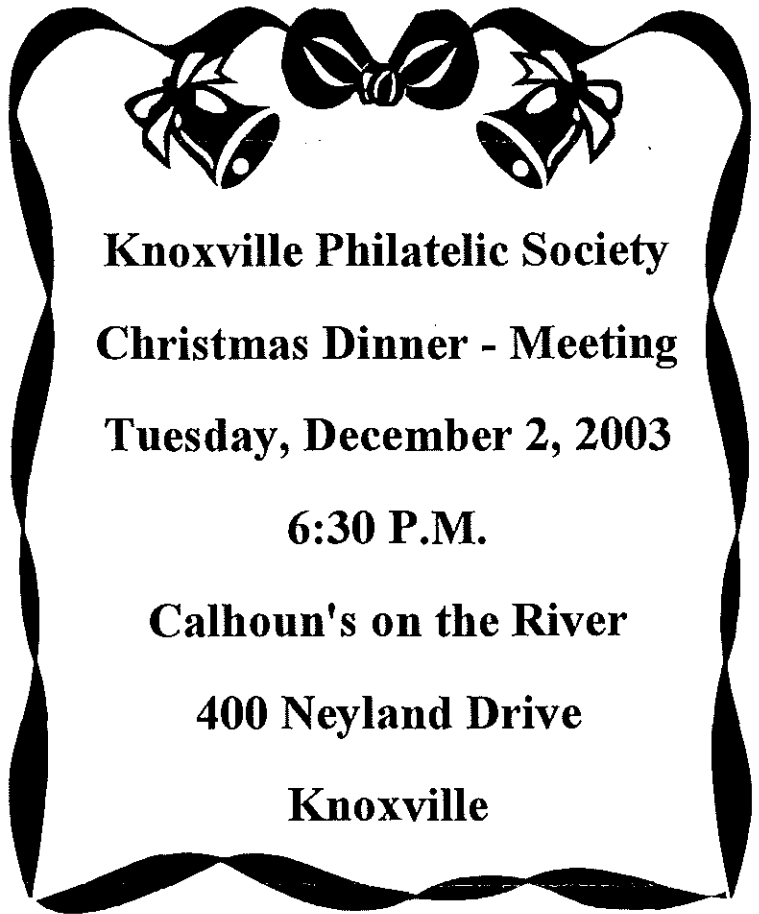 Knoxville Philatelic Society
Christmas Dinner - Meeting
Tuesday, December 2, 2003
6:30 P.M.
Calhoun's on the River
400 Neyland Drive
Knoxville